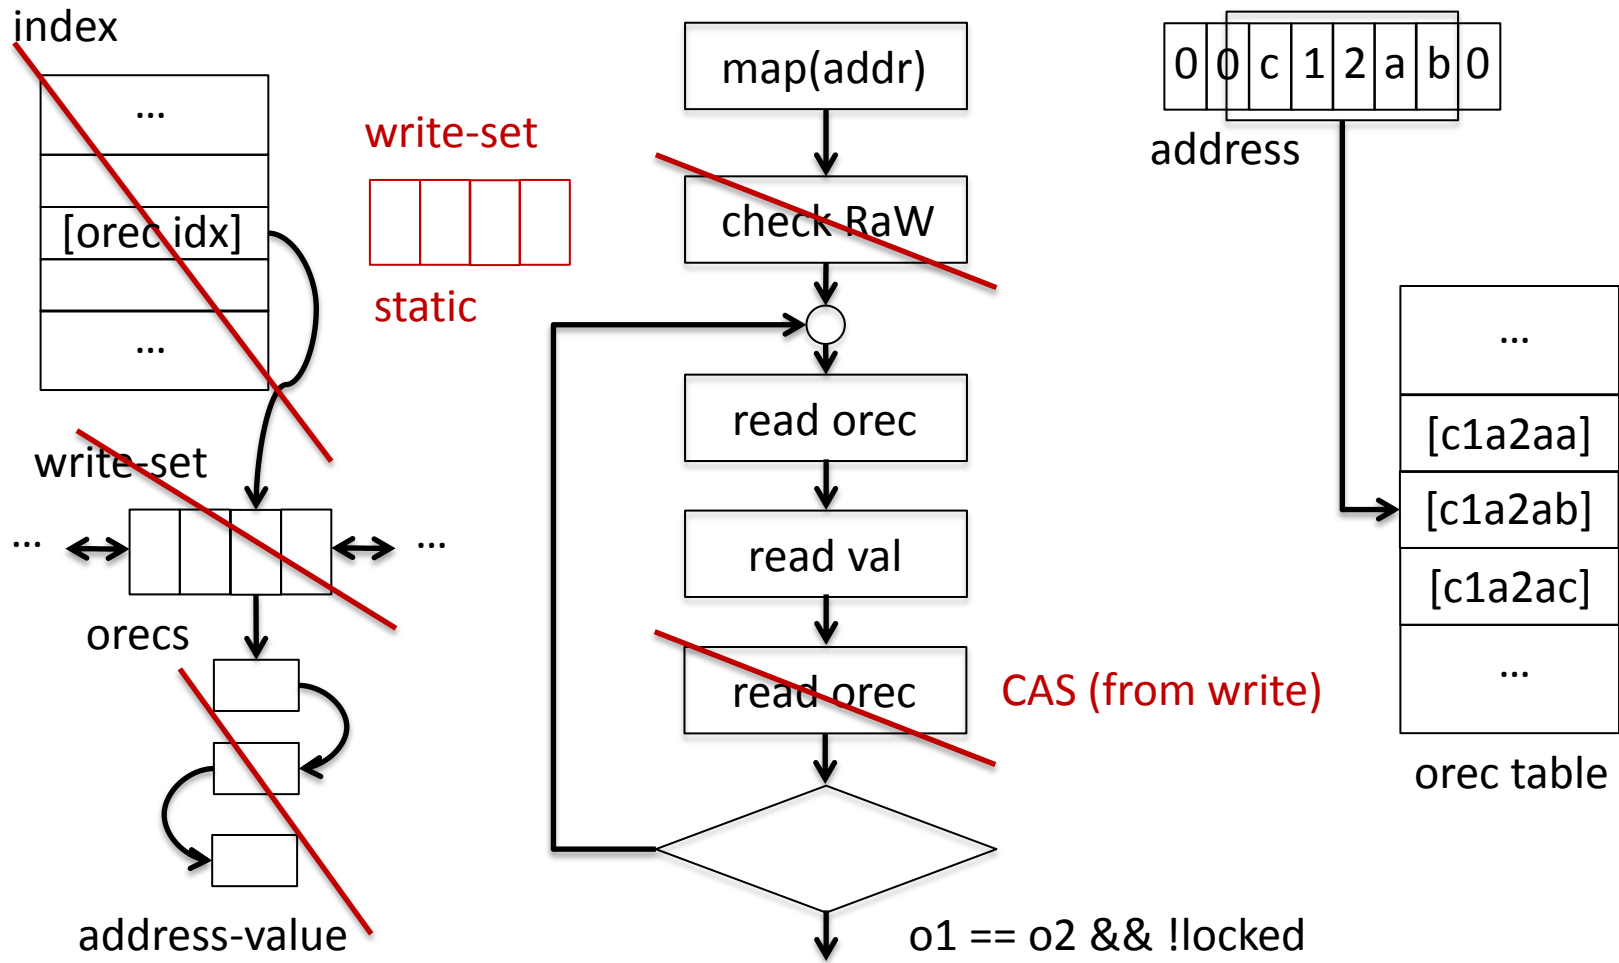 index
...
[orec idx]
...
write-set
...
...
orecs
address-value
write-set
static
map(addr)
check RaW
read orec
read val
read orec
CAS (from write)
o1 == o2 && !locked
0 0 c 1 2 a b 0
address
...
[c1a2aa]
[c1a2ab]
[c1a2ac]
...
orec table